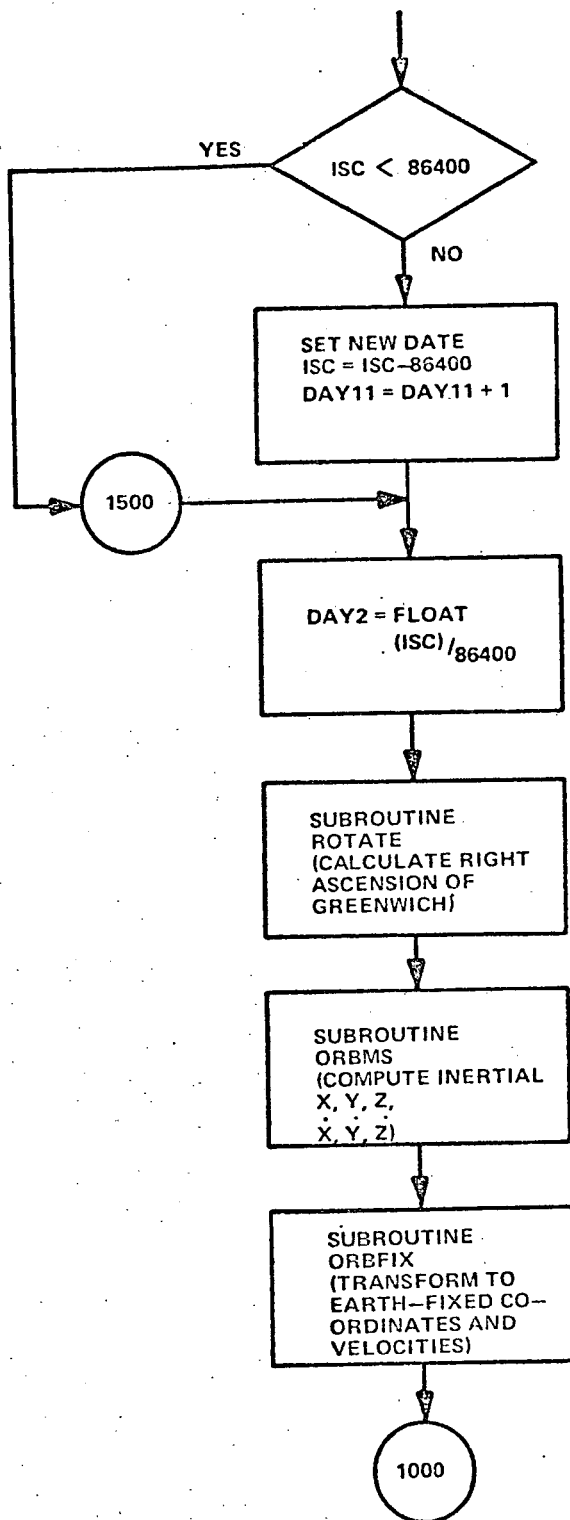 ISC < 86400
YES
NO
SET NEW DATE
ISC = ISC–86400
DAY11 = DAY11 + 1
1500
DAY2 = FLOAT
(ISC)/86400
SUBROUTINE
ROTATE
(CALCULATE RIGHT
ASCENSION OF
GREENWICH)
SUBROUTINE
ORBMS
(COMPUTE INERTIAL
X, Y, Z,
Ẋ, Ẏ, Ż)
SUBROUTINE
ORBFIX
(TRANSFORM TO
EARTH–FIXED CO–
ORDINATES AND
VELOCITIES)
1000